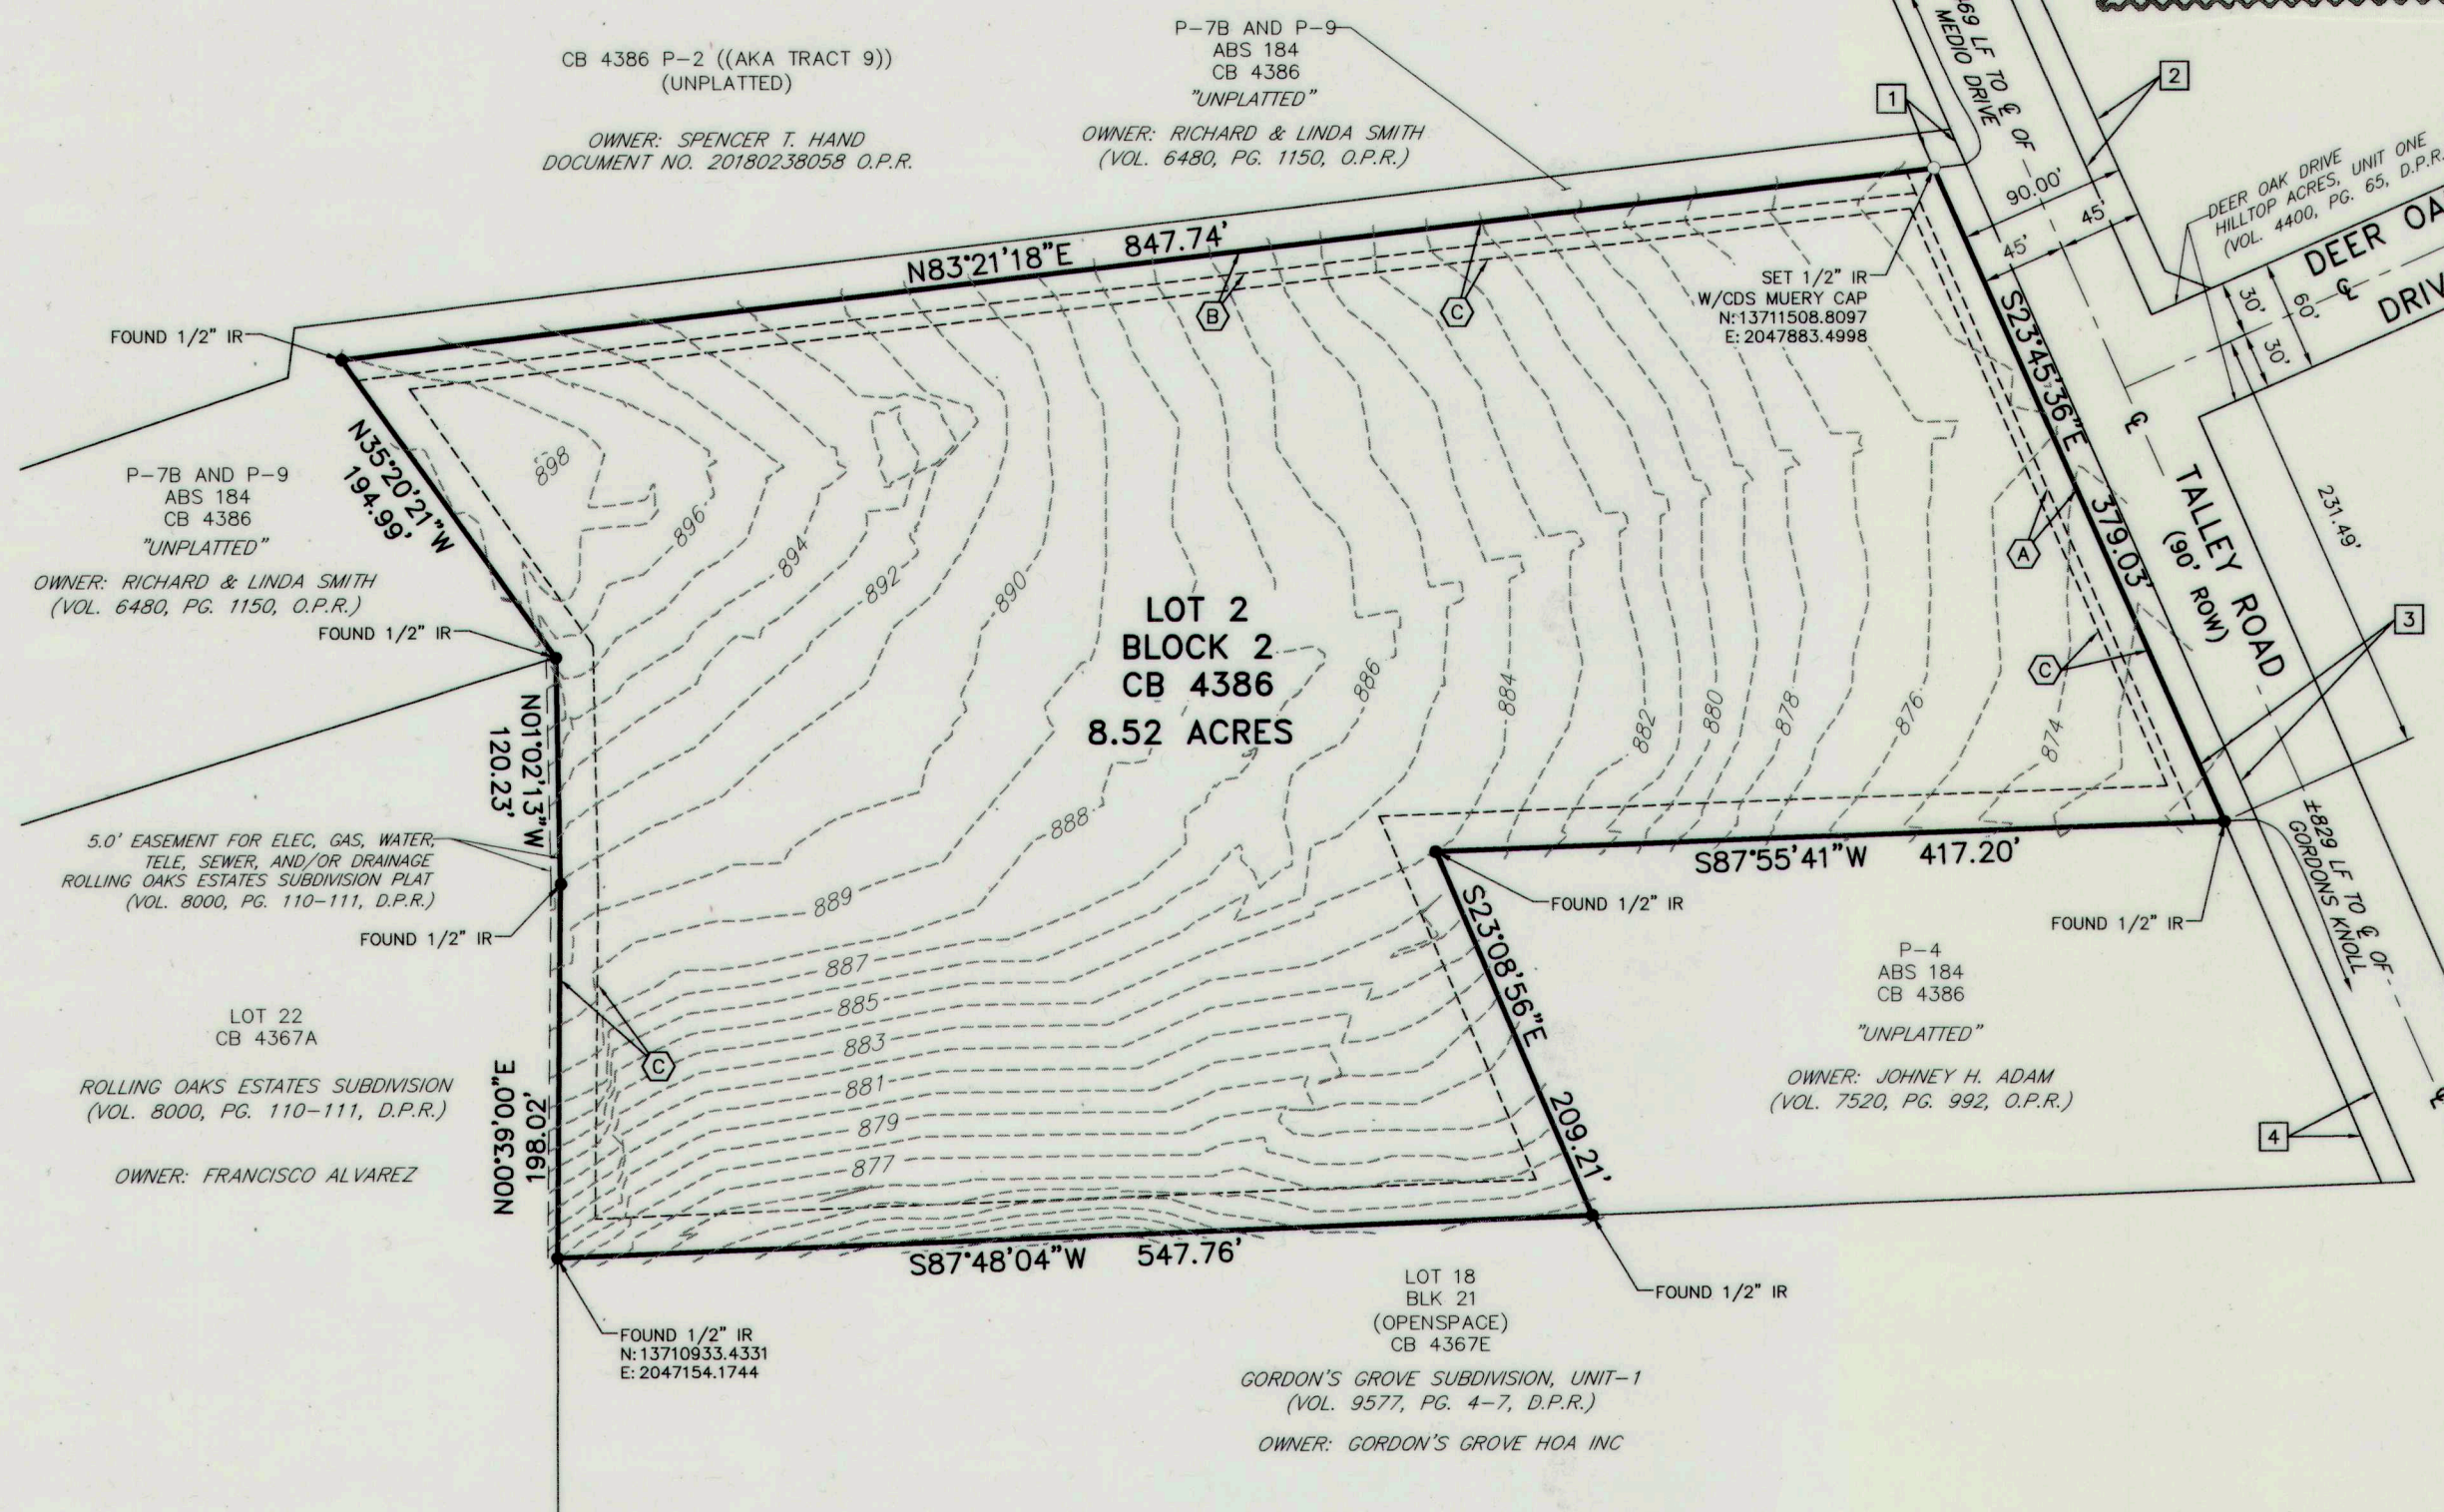 CB 4386 P-2 ((AKA TRACT 9))
(UNPLATTED)
OWNER: SPENCER T. HAND
DOCUMENT NO. 20180238058 O.P.R.
P-7B AND P-9
ABS 184
CB 4386
"UNPLATTED"
OWNER: RICHARD & LINDA SMITH
(VOL. 6480, PG. 1150, O.P.R.)
69 LF TO ℄ OF
MEDIO DRIVE
1
2
90.00'
45'
45'
DEER OAK DRIVE
HILLTOP ACRES, UNIT ONE
(VOL. 4400, PG. 65, D.P.R.
DEER OA
℄
DRIV
30'
60'
30'
N83°21'18"E 847.74'
B
C
SET 1/2" IR
W/CDS MUERY CAP
N:13711508.8097
E:2047883.4998
FOUND 1/2" IR
S23°45'36"E
379.03'
℄
TALLEY ROAD
(90' ROW)
231.49'
N35°20'21"W
194.99'
P-7B AND P-9
ABS 184
CB 4386
"UNPLATTED"
OWNER: RICHARD & LINDA SMITH
(VOL. 6480, PG. 1150, O.P.R.)
FOUND 1/2" IR
898
896
894
892
890
A
C
3
LOT 2
BLOCK 2
CB 4386
8.52 ACRES
886
884
882
880
878
876
874
888
889
887
885
883
881
879
877
N01°02'13"W
120.23'
5.0' EASEMENT FOR ELEC, GAS, WATER,
TELE, SEWER, AND/OR DRAINAGE
ROLLING OAKS ESTATES SUBDIVISION PLAT
(VOL. 8000, PG. 110-111, D.P.R.)
FOUND 1/2" IR
S87°55'41"W 417.20'
FOUND 1/2" IR
FOUND 1/2" IR
±829 LF TO ℄ OF
GORDONS KNOLL
℄
S23°08'56"E
209.21'
P-4
ABS 184
CB 4386
"UNPLATTED"
OWNER: JOHNEY H. ADAM
(VOL. 7520, PG. 992, O.P.R.)
4
LOT 22
CB 4367A
ROLLING OAKS ESTATES SUBDIVISION
(VOL. 8000, PG. 110-111, D.P.R.)
OWNER: FRANCISCO ALVAREZ
C
N00°39'00"E
198.02'
S87°48'04"W 547.76'
FOUND 1/2" IR
N:13710933.4331
E:2047154.1744
FOUND 1/2" IR
LOT 18
BLK 21
(OPENSPACE)
CB 4367E
GORDON'S GROVE SUBDIVISION, UNIT-1
(VOL. 9577, PG. 4-7, D.P.R.)
OWNER: GORDON'S GROVE HOA INC